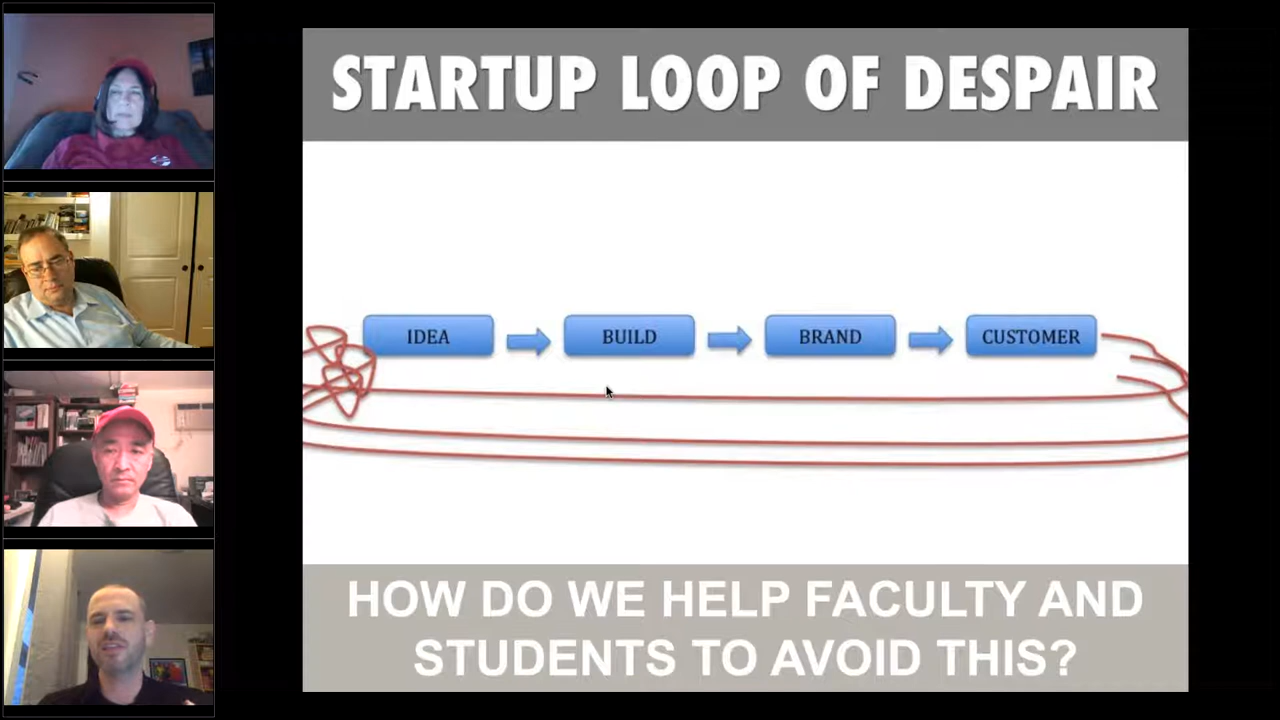 STARTUP LOOP OF DESPAIR
IDEA
BUILD
BRAND
CUSTOMER
HOW DO WE HELP FACULTY AND
STUDENTS TO AVOID THIS?